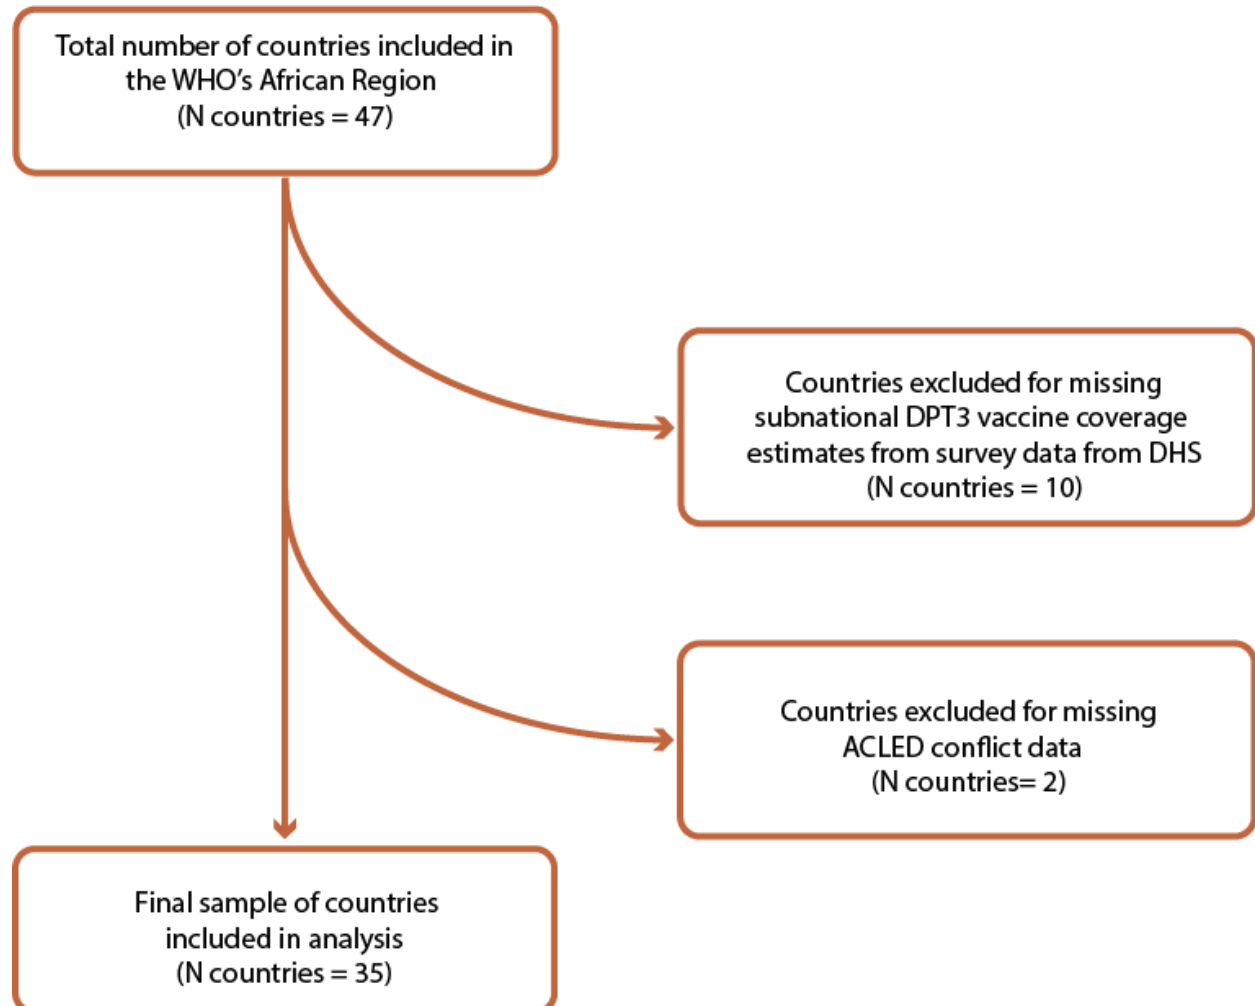 Total number of countries included in
the WHO’s African Region
(N countries = 47)
Countries excluded for missing
subnational DPT3 vaccine coverage
estimates from survey data from DHS
(N countries = 10)
Countries excluded for missing
ACLED conflict data
(N countries= 2)
Final sample of countries
included in analysis
(N countries = 35)